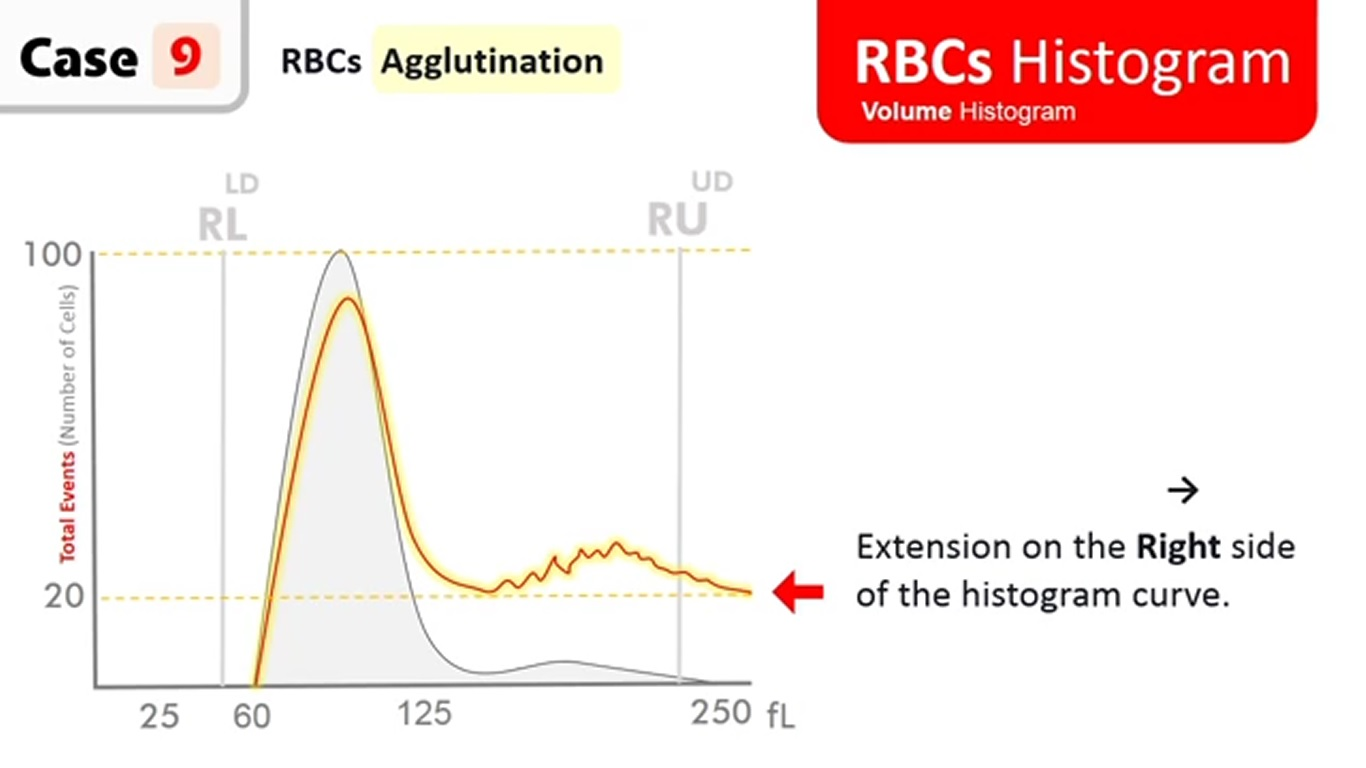 Case 9
RBCs Agglutination
RBCs Histogram
Volume Histogram
LD
RL
UD
RU
100
Total Events (Number of Cells)
20
25 60 125 250 fL
→
Extension on the Right side
of the histogram curve.